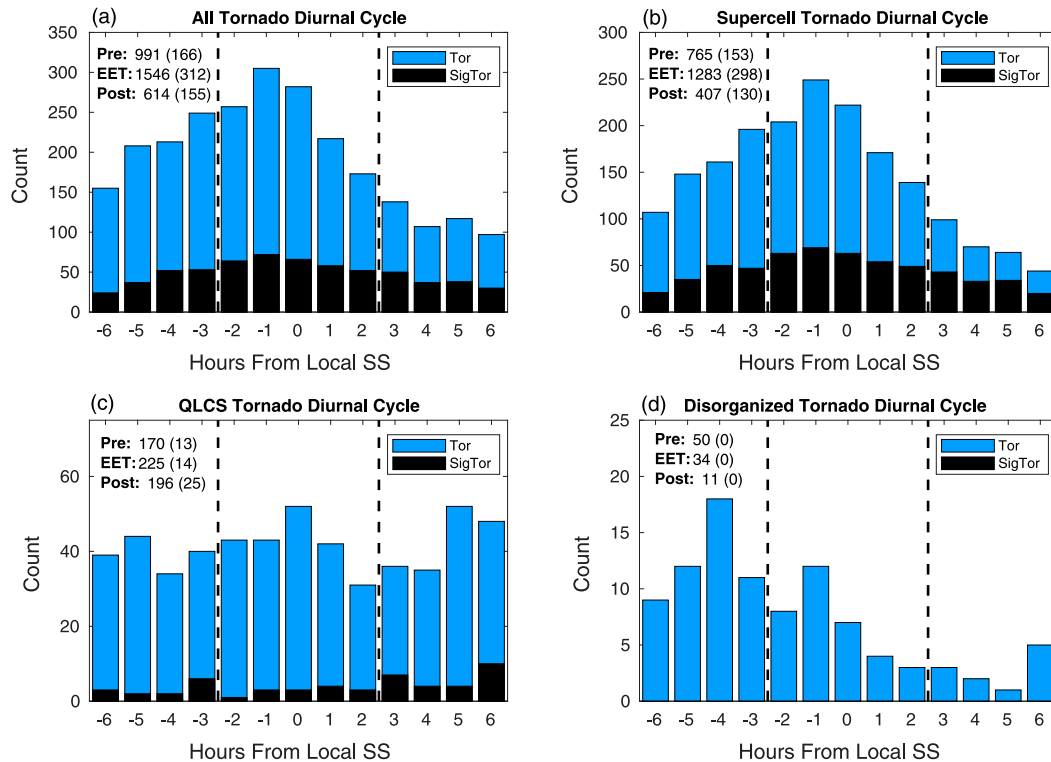 (a) All Tornado Diurnal Cycle
350
300
250
200
150
100
50
0
Count
Pre: 991 (166)
EET: 1546 (312)
Post: 614 (155)
Tor
SigTor
-6 -5 -4 -3 -2 -1 0 1 2 3 4 5 6
Hours From Local SS
(b) Supercell Tornado Diurnal Cycle
300
250
200
150
100
50
0
Count
Pre: 765 (153)
EET: 1283 (298)
Post: 407 (130)
Tor
SigTor
-6 -5 -4 -3 -2 -1 0 1 2 3 4 5 6
Hours From Local SS
(c) QLCS Tornado Diurnal Cycle
60
40
20
0
Count
Pre: 170 (13)
EET: 225 (14)
Post: 196 (25)
Tor
SigTor
-6 -5 -4 -3 -2 -1 0 1 2 3 4 5 6
Hours From Local SS
(d) Disorganized Tornado Diurnal Cycle
25
20
15
10
5
0
Count
Pre: 50 (0)
EET: 34 (0)
Post: 11 (0)
Tor
SigTor
-6 -5 -4 -3 -2 -1 0 1 2 3 4 5 6
Hours From Local SS